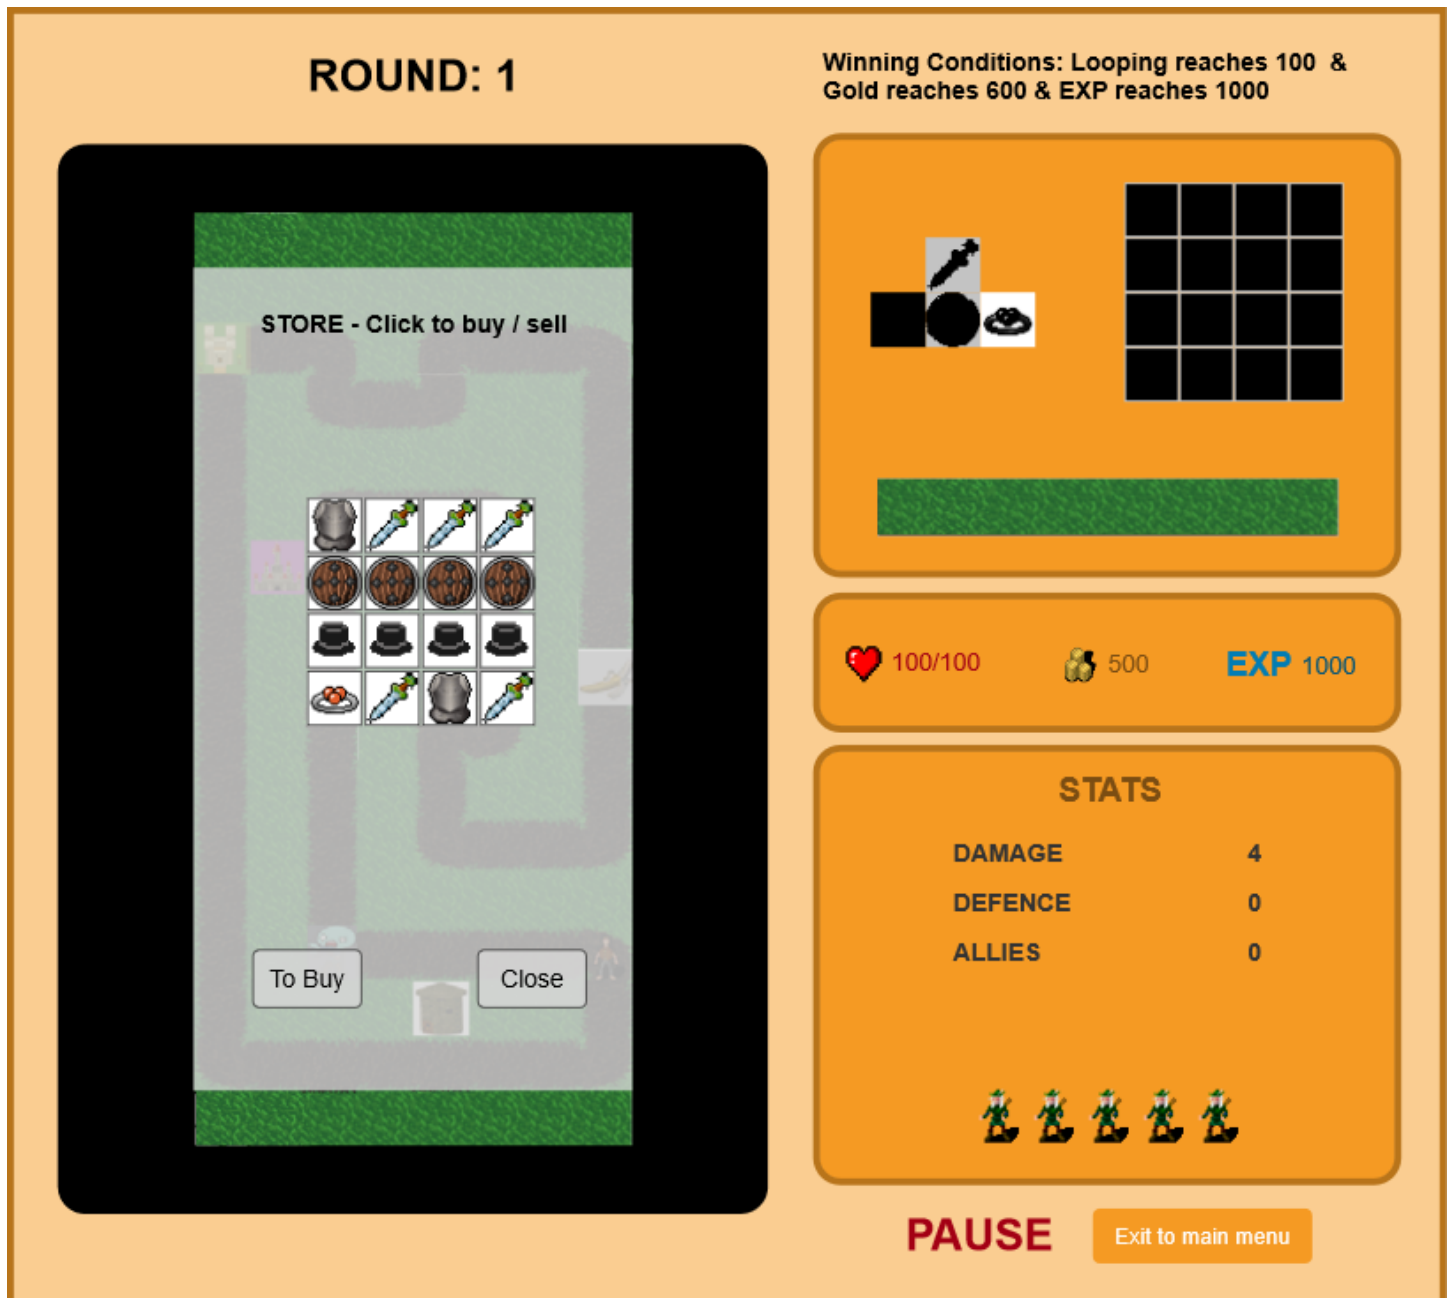 ROUND: 1
Winning Conditions: Looping reaches 100 &
Gold reaches 600 & EXP reaches 1000
STORE - Click to buy / sell
To Buy
Close
100/100
500
EXP 1000
STATS
DAMAGE 4
DEFENCE 0
ALLIES 0
PAUSE
Exit to main menu